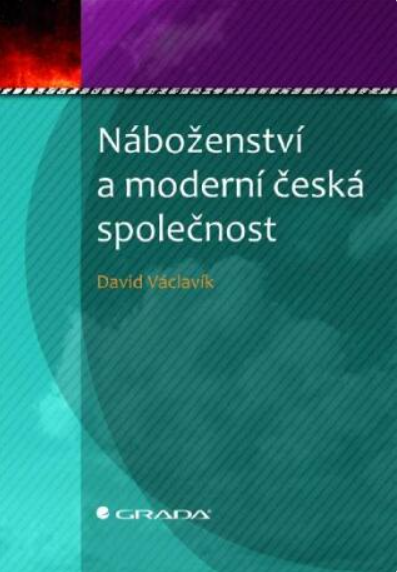 Náboženství
a moderní česká
společnost
David Václavík
GRADA